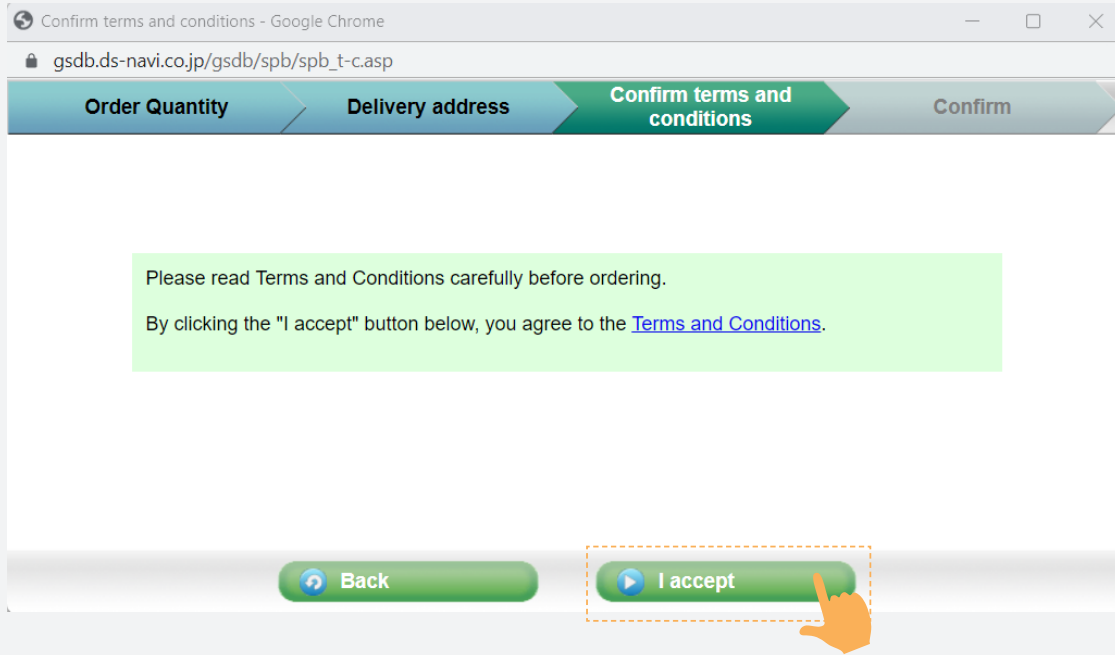 Confirm terms and conditions - Google Chrome
gsdb.ds-navi.co.jp/gsdb/spb/spb_t-c.asp
Order Quantity
Delivery address
Confirm terms and
conditions
Confirm
Please read Terms and Conditions carefully before ordering.
By clicking the "I accept" button below, you agree to the Terms and Conditions.
Back
I accept